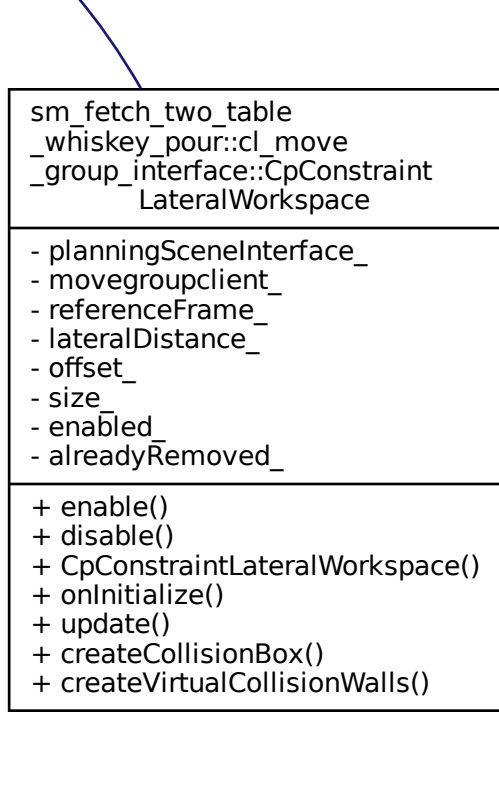 sm_fetch_two_table
_whiskey_pour::cl_move
_group_interface::CpConstraint
LateralWorkspace
- planningSceneInterface_
- movegroupclient_
- referenceFrame_
- lateralDistance_
- offset_
- size_
- enabled_
- alreadyRemoved_
+ enable()
+ disable()
+ CpConstraintLateralWorkspace()
+ onInitialize()
+ update()
+ createCollisionBox()
+ createVirtualCollisionWalls()